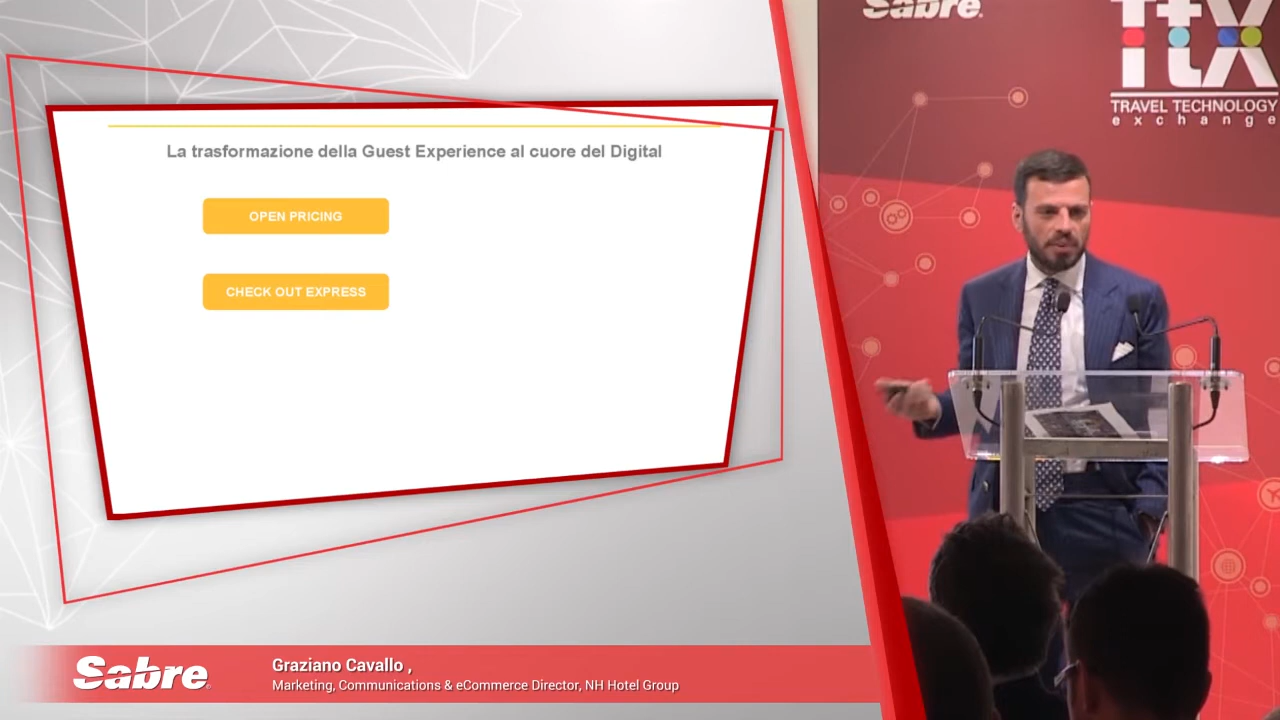 La trasformazione della Guest Experience al cuore del Digital
OPEN PRICING
CHECK OUT EXPRESS
Sabre
Graziano Cavallo ,
Marketing, Communications & eCommerce Director, NH Hotel Group
Sabre
ttx
TRAVEL TECHNOLOGY
exchange